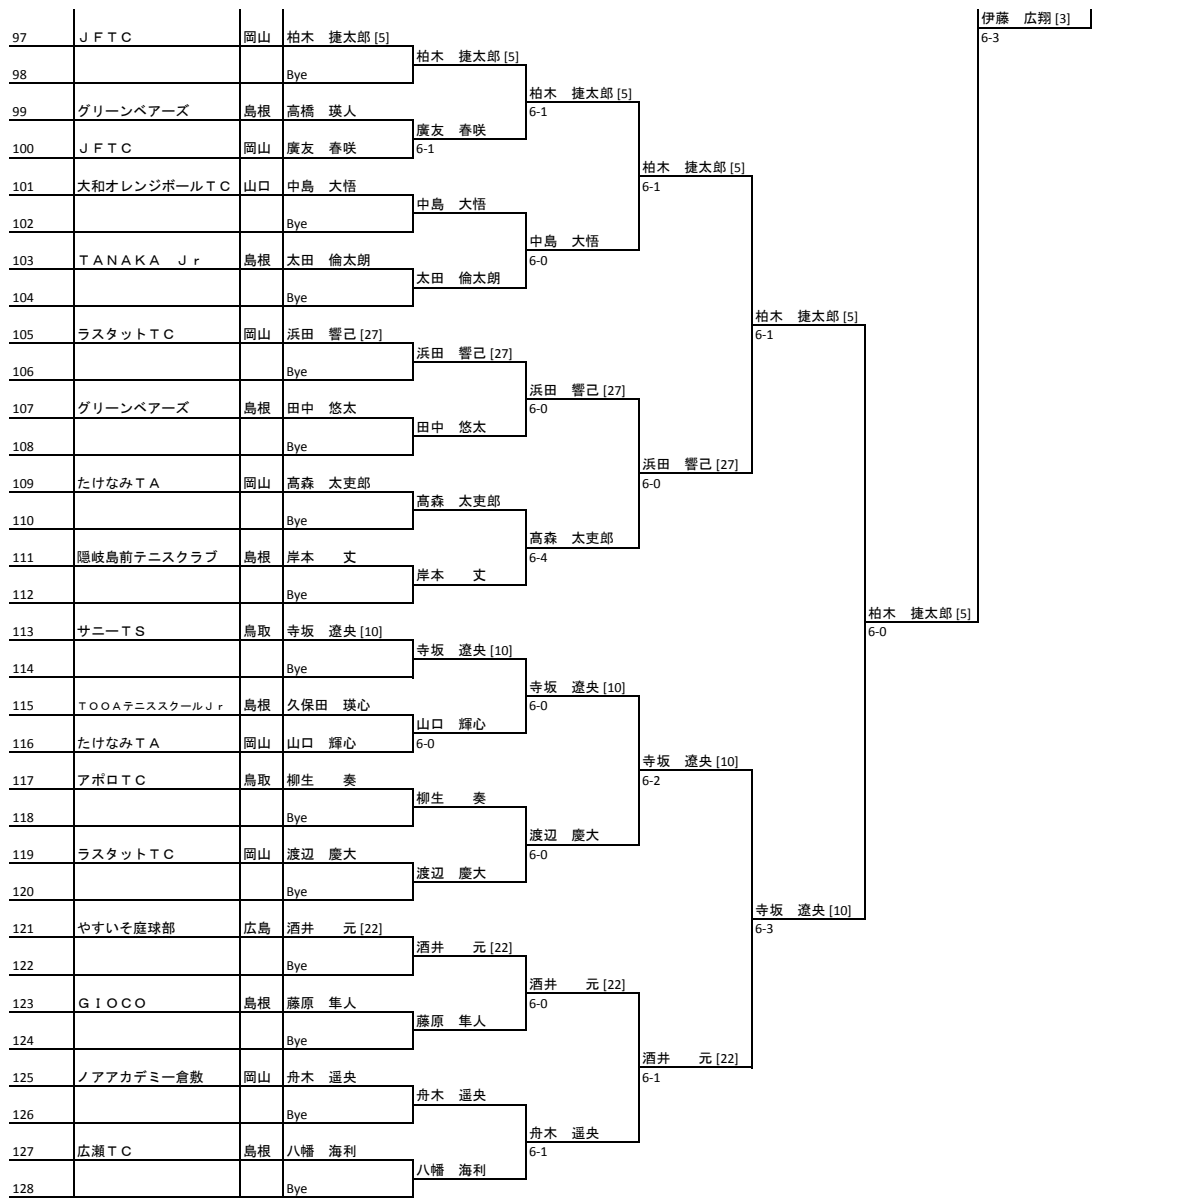 伊藤　広翔 [3]
6-3
97 ＪＦＴＣ 岡山 柏木　捷太郎 [5]
柏木　捷太郎 [5]
98 Bye
柏木　捷太郎 [5]
6-1
99 グリーンベアーズ 島根 高橋　瑛人
廣友　春咲
6-1
100 ＪＦＴＣ 岡山 廣友　春咲
柏木　捷太郎 [5]
6-1
101 大和オレンジボールＴＣ 山口 中島　大悟
中島　大悟
102 Bye
中島　大悟
6-0
103 ＴＡＮＡＫＡ　Ｊｒ 島根 太田　倫太朗
太田　倫太朗
104 Bye
柏木　捷太郎 [5]
6-1
105 ラスタットＴＣ 岡山 浜田　響己 [27]
浜田　響己 [27]
106 Bye
浜田　響己 [27]
6-0
107 グリーンベアーズ 島根 田中　悠太
田中　悠太
108 Bye
浜田　響己 [27]
6-0
109 たけなみＴＡ 岡山 髙森　太吏郎
髙森　太吏郎
110 Bye
髙森　太吏郎
6-4
111 隠岐島前テニスクラブ 島根 岸本　　丈
岸本　　丈
112 Bye
柏木　捷太郎 [5]
6-0
113 サニーＴＳ 鳥取 寺坂　遼央 [10]
寺坂　遼央 [10]
114 Bye
寺坂　遼央 [10]
6-0
115 ＴＯＯＡテニススクールＪｒ 島根 久保田　瑛心
山口　輝心
6-0
116 たけなみＴＡ 岡山 山口　輝心
寺坂　遼央 [10]
6-2
117 アポロＴＣ 鳥取 柳生　　奏
柳生　　奏
118 Bye
渡辺　慶大
6-0
119 ラスタットＴＣ 岡山 渡辺　慶大
渡辺　慶大
120 Bye
寺坂　遼央 [10]
6-3
121 やすいそ庭球部 広島 酒井　　元 [22]
酒井　　元 [22]
122 Bye
酒井　　元 [22]
6-0
123 ＧＩＯＣＯ 島根 藤原　隼人
藤原　隼人
124 Bye
酒井　　元 [22]
6-1
125 ノアアカデミー倉敷 岡山 舟木　遥央
舟木　遥央
126 Bye
舟木　遥央
6-1
127 広瀬ＴＣ 島根 八幡　海利
八幡　海利
128 Bye